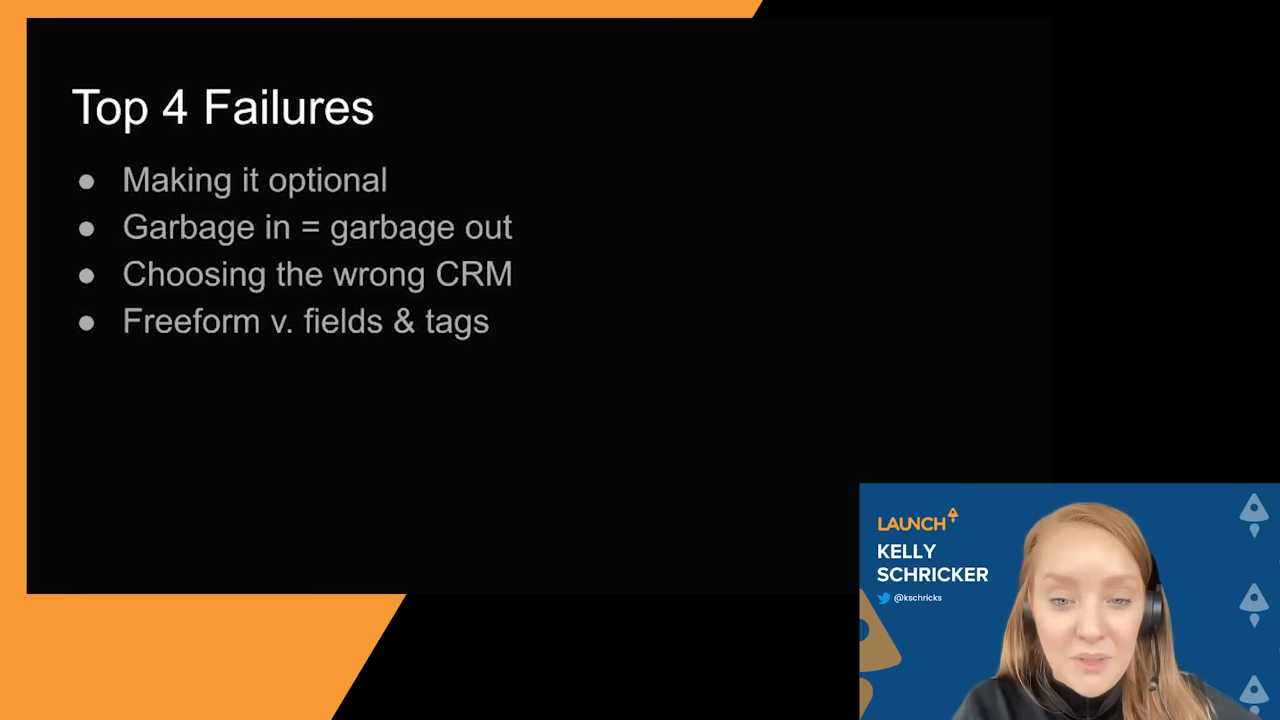 Top 4 Failures
● Making it optional
● Garbage in = garbage out
● Choosing the wrong CRM
● Freeform v. fields & tags
LAUNCH
KELLY
SCHRICKER
@kschricks